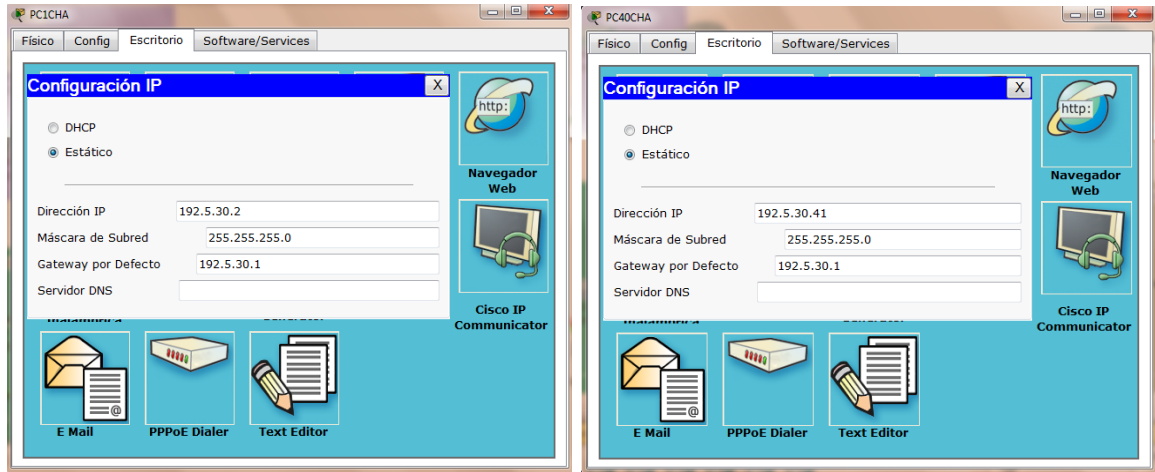 PC1CHA
Físico Config Escritorio Software/Services
Configuración IP X
DHCP
Estático
Dirección IP 192.5.30.2
Máscara de Subred 255.255.255.0
Gateway por Defecto 192.5.30.1
Servidor DNS
http:
Navegador
Web
Cisco IP
Communicator
@
E Mail PPPoE Dialer Text Editor
PC40CHA
Físico Config Escritorio Software/Services
Configuración IP X
DHCP
Estático
Dirección IP 192.5.30.41
Máscara de Subred 255.255.255.0
Gateway por Defecto 192.5.30.1
Servidor DNS
http:
Navegador
Web
Cisco IP
Communicator
@
E Mail PPPoE Dialer Text Editor